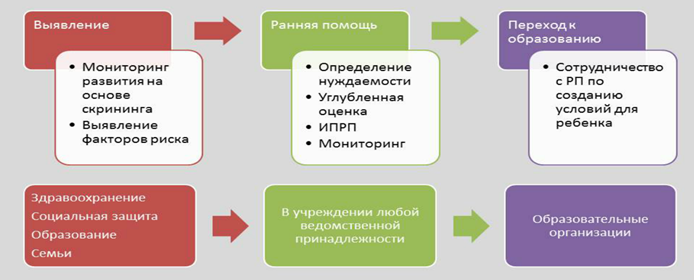 Выявление
• Мониторинг
развития на
основе
скрининга
• Выявление
факторов риска
Ранняя помощь
• Определение
нуждаемости
• Углубленная
оценка
• ИПРП
• Мониторинг
Переход к
образованию
• Сотрудничество
с РП по
созданию
условий для
ребенка
Здравоохранение
Социальная защита
Образование
Семьи
В учреждении любой
ведомственной
принадлежности
Образовательные
организации